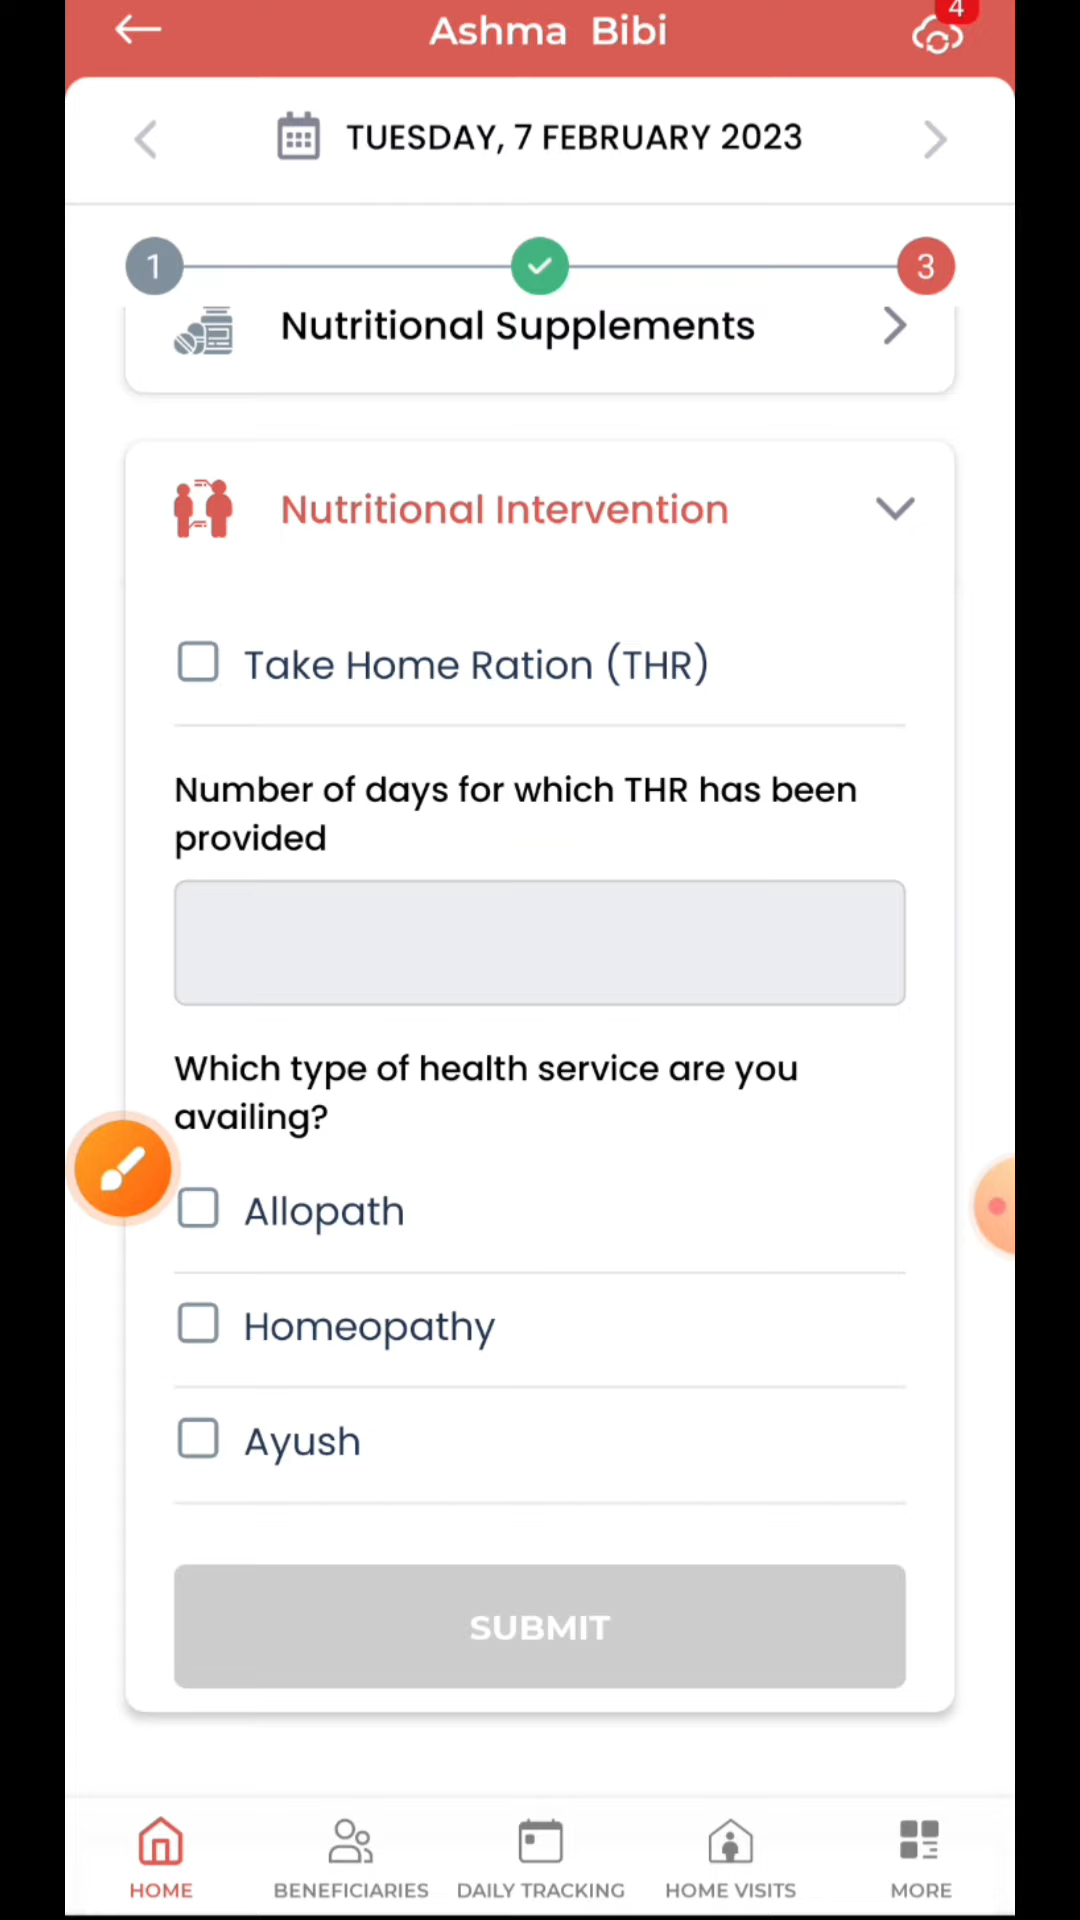 Ashma Bibi
4
TUESDAY, 7 FEBRUARY 2023
1
3
Nutritional Supplements
Nutritional Intervention
Take Home Ration (THR)
Number of days for which THR has been
provided
Which type of health service are you
availing?
Allopath
Homeopathy
Ayush
SUBMIT
HOME
BENEFICIARIES
DAILY TRACKING
HOME VISITS
MORE